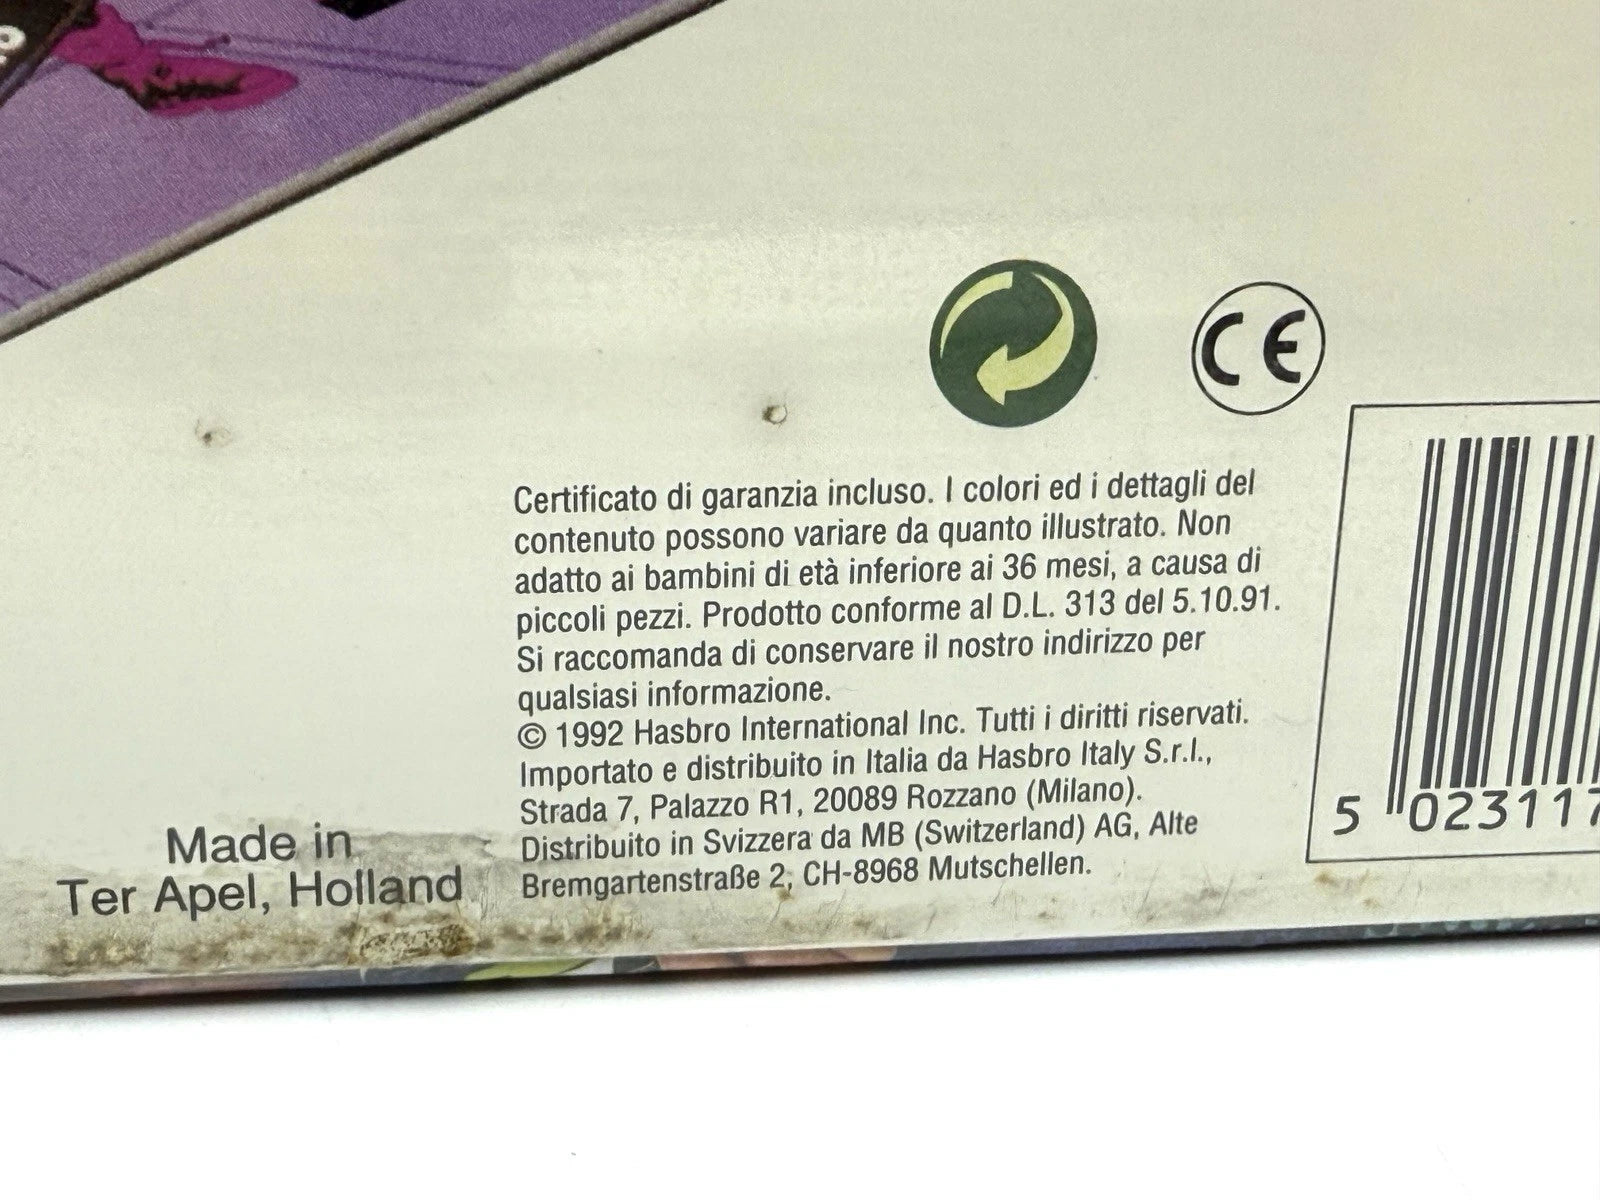 CE
Certificato di garanzia incluso. I colori ed i dettagli del
contenuto possono variare da quanto illustrato. Non
adatto ai bambini di età inferiore ai 36 mesi, a causa di
piccoli pezzi. Prodotto conforme al D.L. 313 del 5.10.91.
Si raccomanda di conservare il nostro indirizzo per
qualsiasi informazione.
© 1992 Hasbro International Inc. Tutti i diritti riservati.
Importato e distribuito in Italia da Hasbro Italy S.r.l.,
Strada 7, Palazzo R1, 20089 Rozzano (Milano).
Distribuito in Svizzera da MB (Switzerland) AG, Alte
Bremgartenstraße 2, CH-8968 Mutschellen.
Made in
Ter Apel, Holland
5 023117